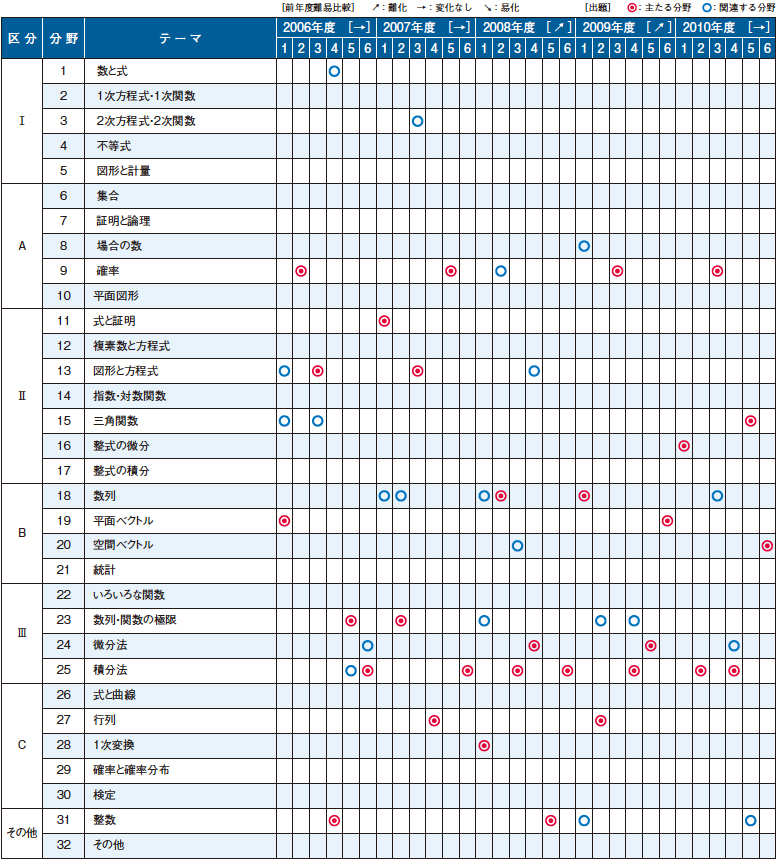 [前年度難易比較] ↗：難化 →：変化なし ↘：易化 [出題] ◉：主たる分野 ○：関連する分野
区分 分野 テーマ 2006年度 [→] 2007年度 [→] 2008年度 [↗] 2009年度 [↗] 2010年度 [→]
1 2 3 4 5 6 1 2 3 4 5 6 1 2 3 4 5 6 1 2 3 4 5 6 1 2 3 4 5 6
Ⅰ
1 数と式 ○
2 1次方程式・1次関数
3 2次方程式・2次関数 ○
4 不等式
5 図形と計量
A
6 集合
7 証明と論理
8 場合の数 ○
9 確率 ◉ ◉ ○ ◉ ◉
10 平面図形
Ⅱ
11 式と証明 ◉
12 複素数と方程式
13 図形と方程式 ○ ◉ ◉ ○
14 指数・対数関数
15 三角関数 ○ ○ ◉
16 整式の微分 ◉
17 整式の積分
B
18 数列 ○ ○ ○ ◉ ◉ ○
19 平面ベクトル ◉ ◉
20 空間ベクトル ○ ◉
21 統計
Ⅲ
22 いろいろな関数
23 数列・関数の極限 ◉ ◉ ○ ○ ○
24 微分法 ○ ◉ ◉ ○
25 積分法 ○ ◉ ◉ ◉ ◉ ◉ ◉ ◉
C
26 式と曲線
27 行列 ◉ ◉
28 1次変換 ◉
29 確率と確率分布
30 検定
その他
31 整数 ◉ ◉ ○ ○
32 その他